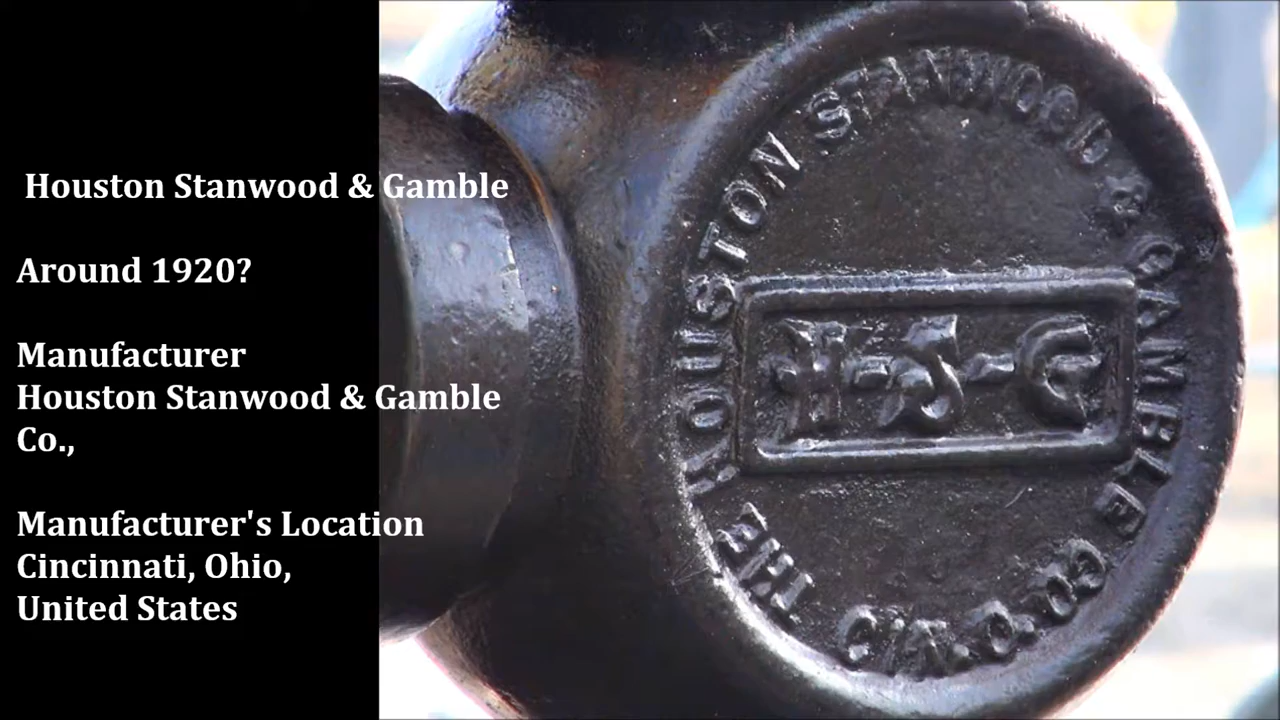 Houston Stanwood & Gamble
Around 1920?
Manufacturer
Houston Stanwood & Gamble
Co.,
Manufacturer's Location
Cincinnati, Ohio,
United States
THE HOUSTON STANWOOD & GAMBLE CO. CIN. O.
H-S-G